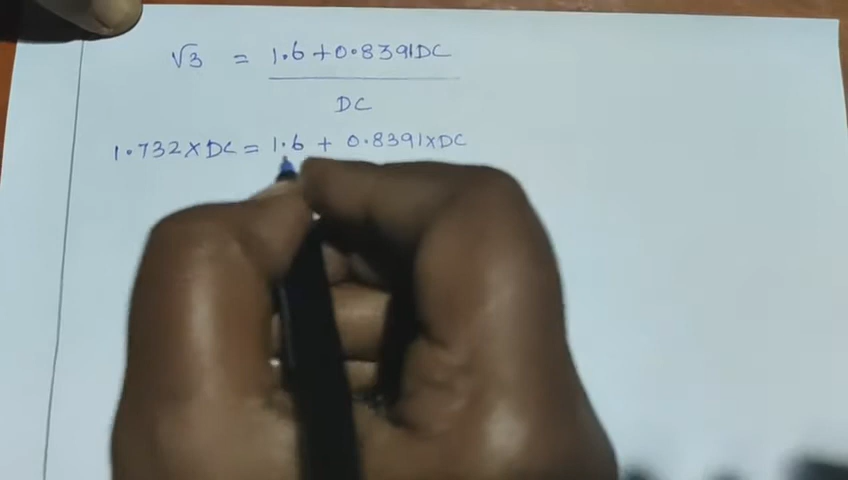 √3 = 1.6+0.8391DC
DC
1.732×DC = 1.6 + 0.8391×DC